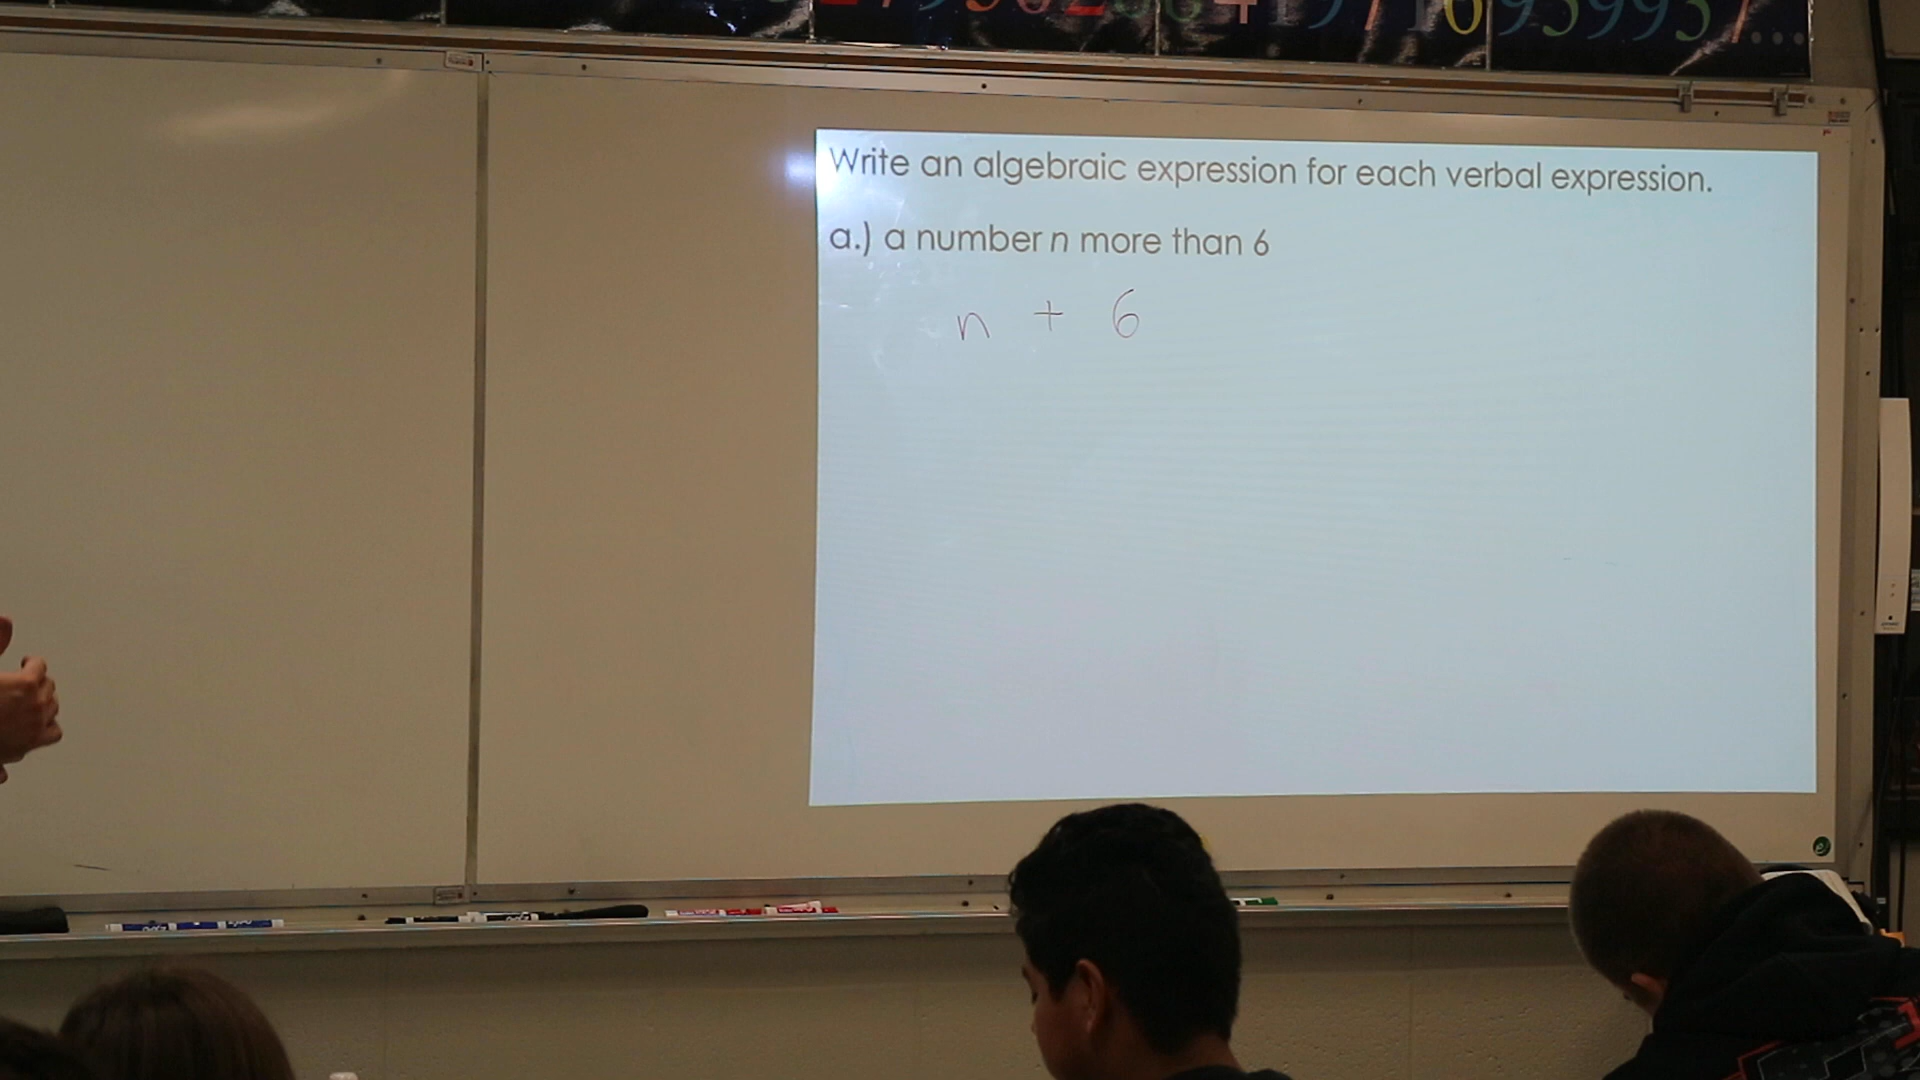 Write an algebraic expression for each verbal expression.
a.) a number n more than 6
n + 6